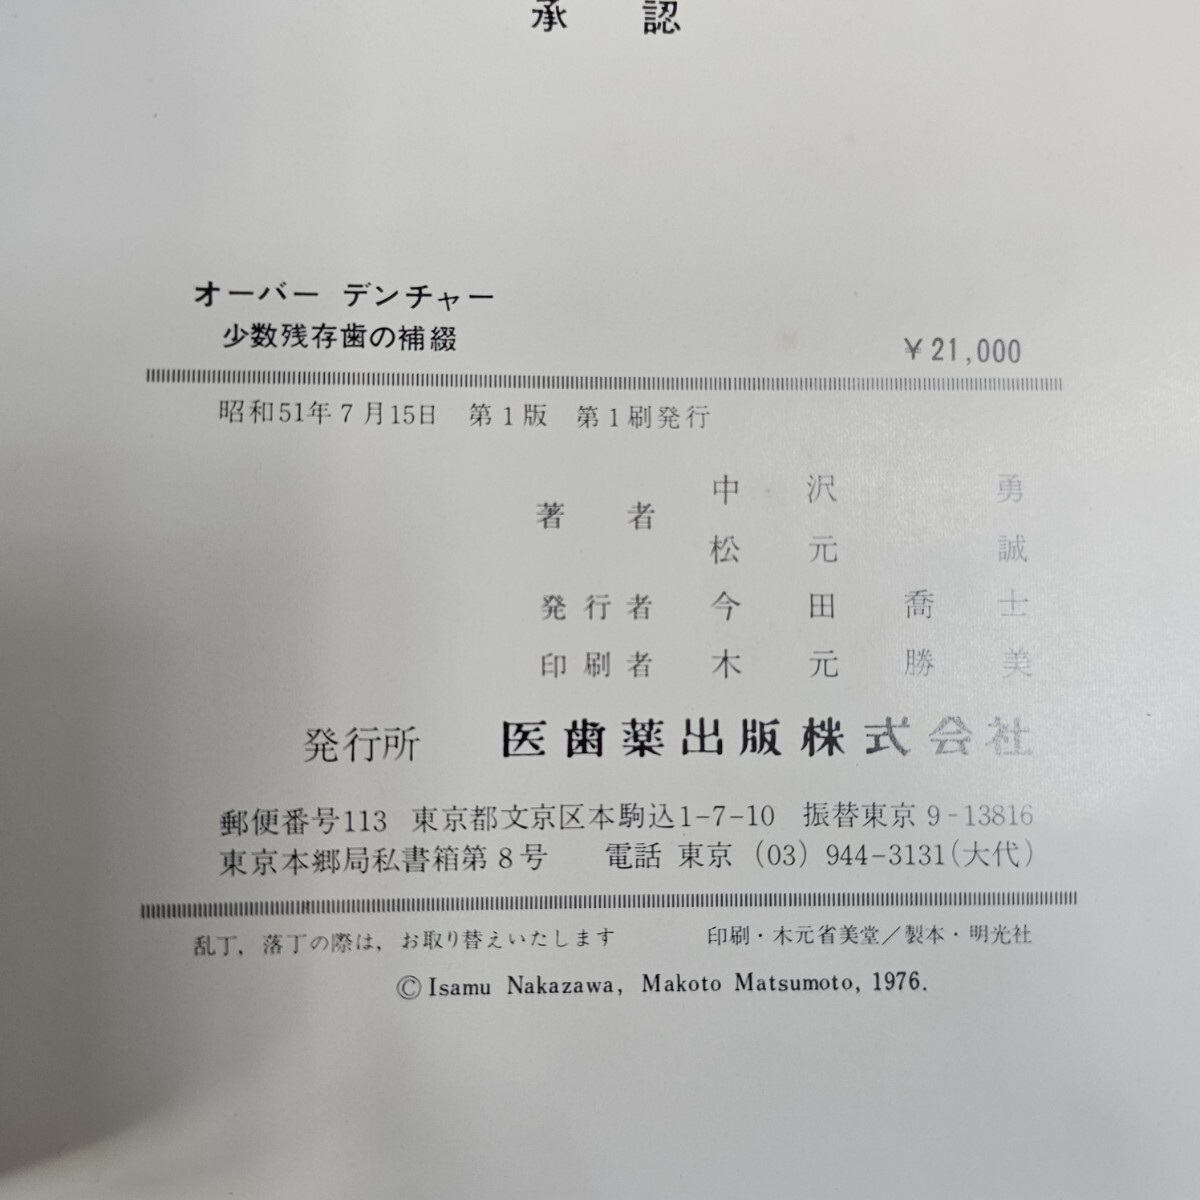 承認
オーバー デンチャー
少数残存歯の補綴
￥21,000
昭和51年7月15日 第1版 第1刷発行
著者 中沢勇
松元誠
発行者 今田喬士
印刷者 木元勝美
発行所 医歯薬出版株式会社
郵便番号113 東京都文京区本駒込1-7-10 振替東京9-13816
東京本郷局私書箱第8号 電話 東京(03)944-3131(大代)
乱丁，落丁の際は，お取り替えいたします 印刷・木元省美堂／製本・明光社
©Isamu Nakazawa, Makoto Matsumoto, 1976.